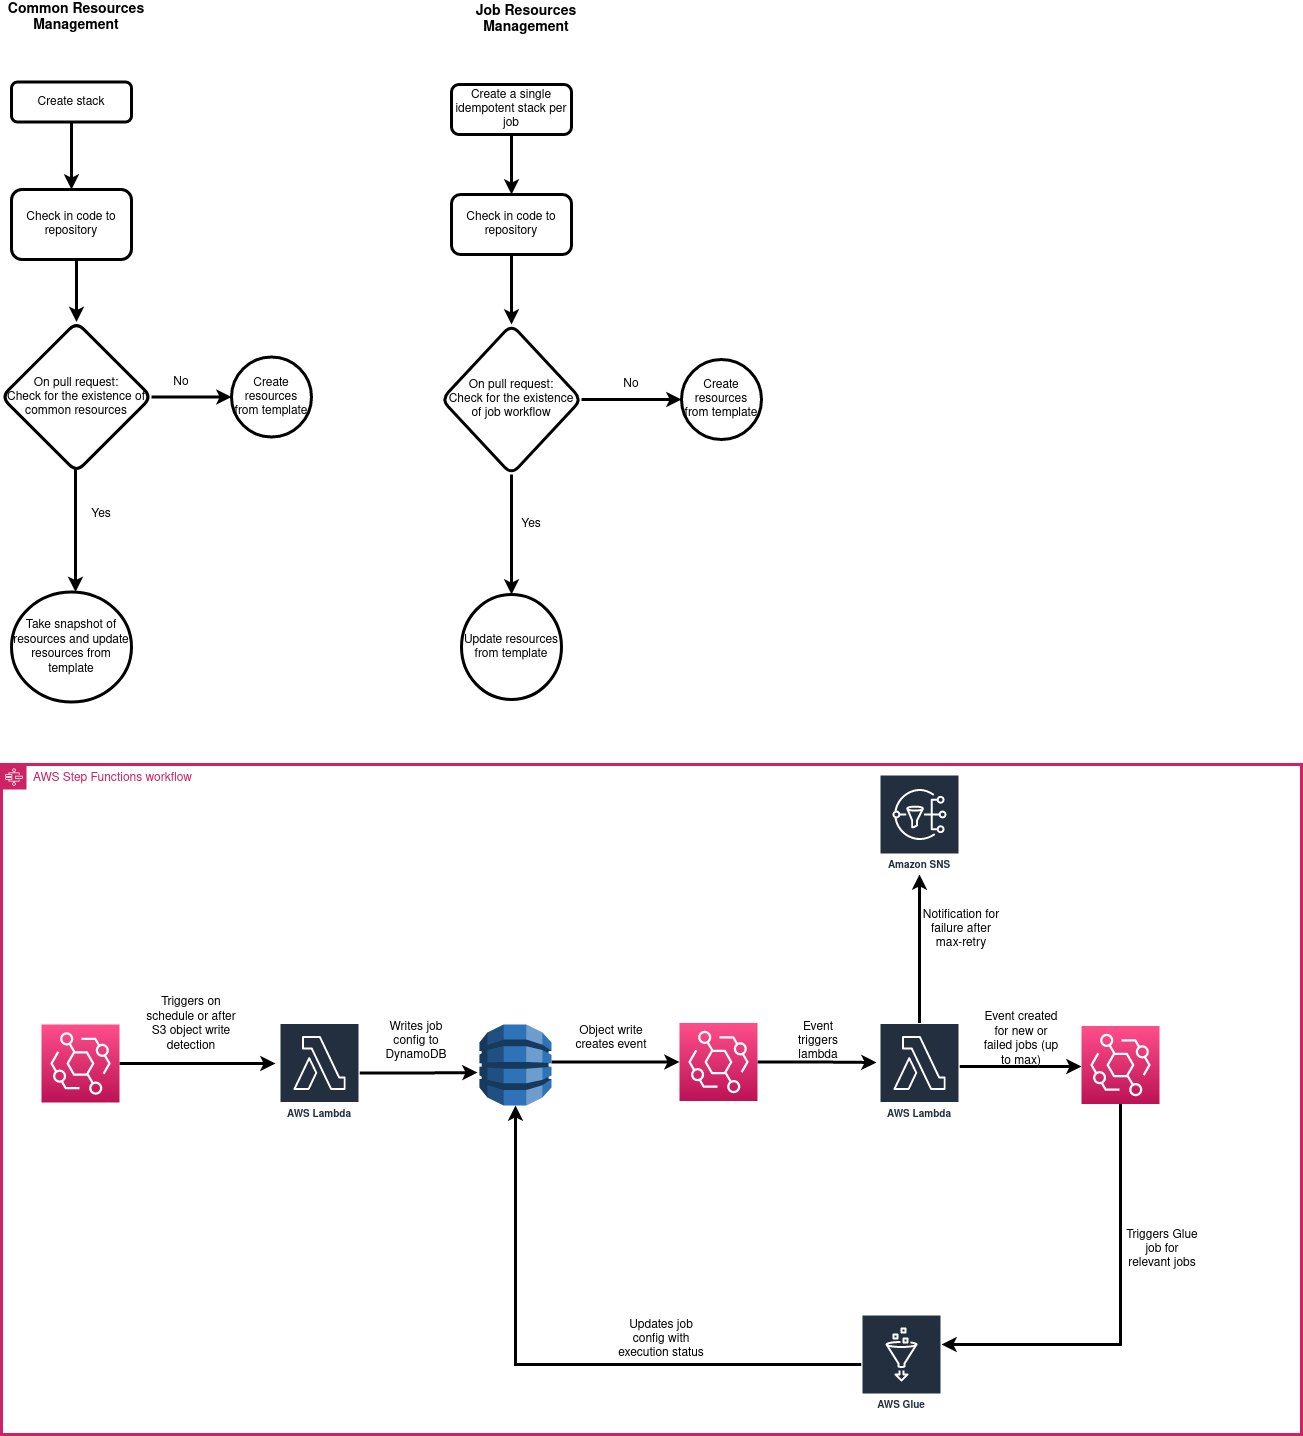 Common Resources
Management
Create stack
Check in code to
repository
On pull request:
Check for the existence of
common resources
No
Create
resources
from template
Yes
Take snapshot of
resources and update
resources from
template
Job Resources
Management
Create a single
idempotent stack per
job
Check in code to
repository
On pull request:
Check for the existence
of job workflow
No
Create
resources
from template
Yes
Update resources
from template
AWS Step Functions workflow
Amazon SNS
Notification for
failure after
max-retry
Triggers on
schedule or after
S3 object write
detection
AWS Lambda
Writes job
config to
DynamoDB
Object write
creates event
Event
triggers
lambda
AWS Lambda
Event created
for new or
failed jobs (up
to max)
Triggers Glue
job for
relevant jobs
Updates job
config with
execution status
AWS Glue